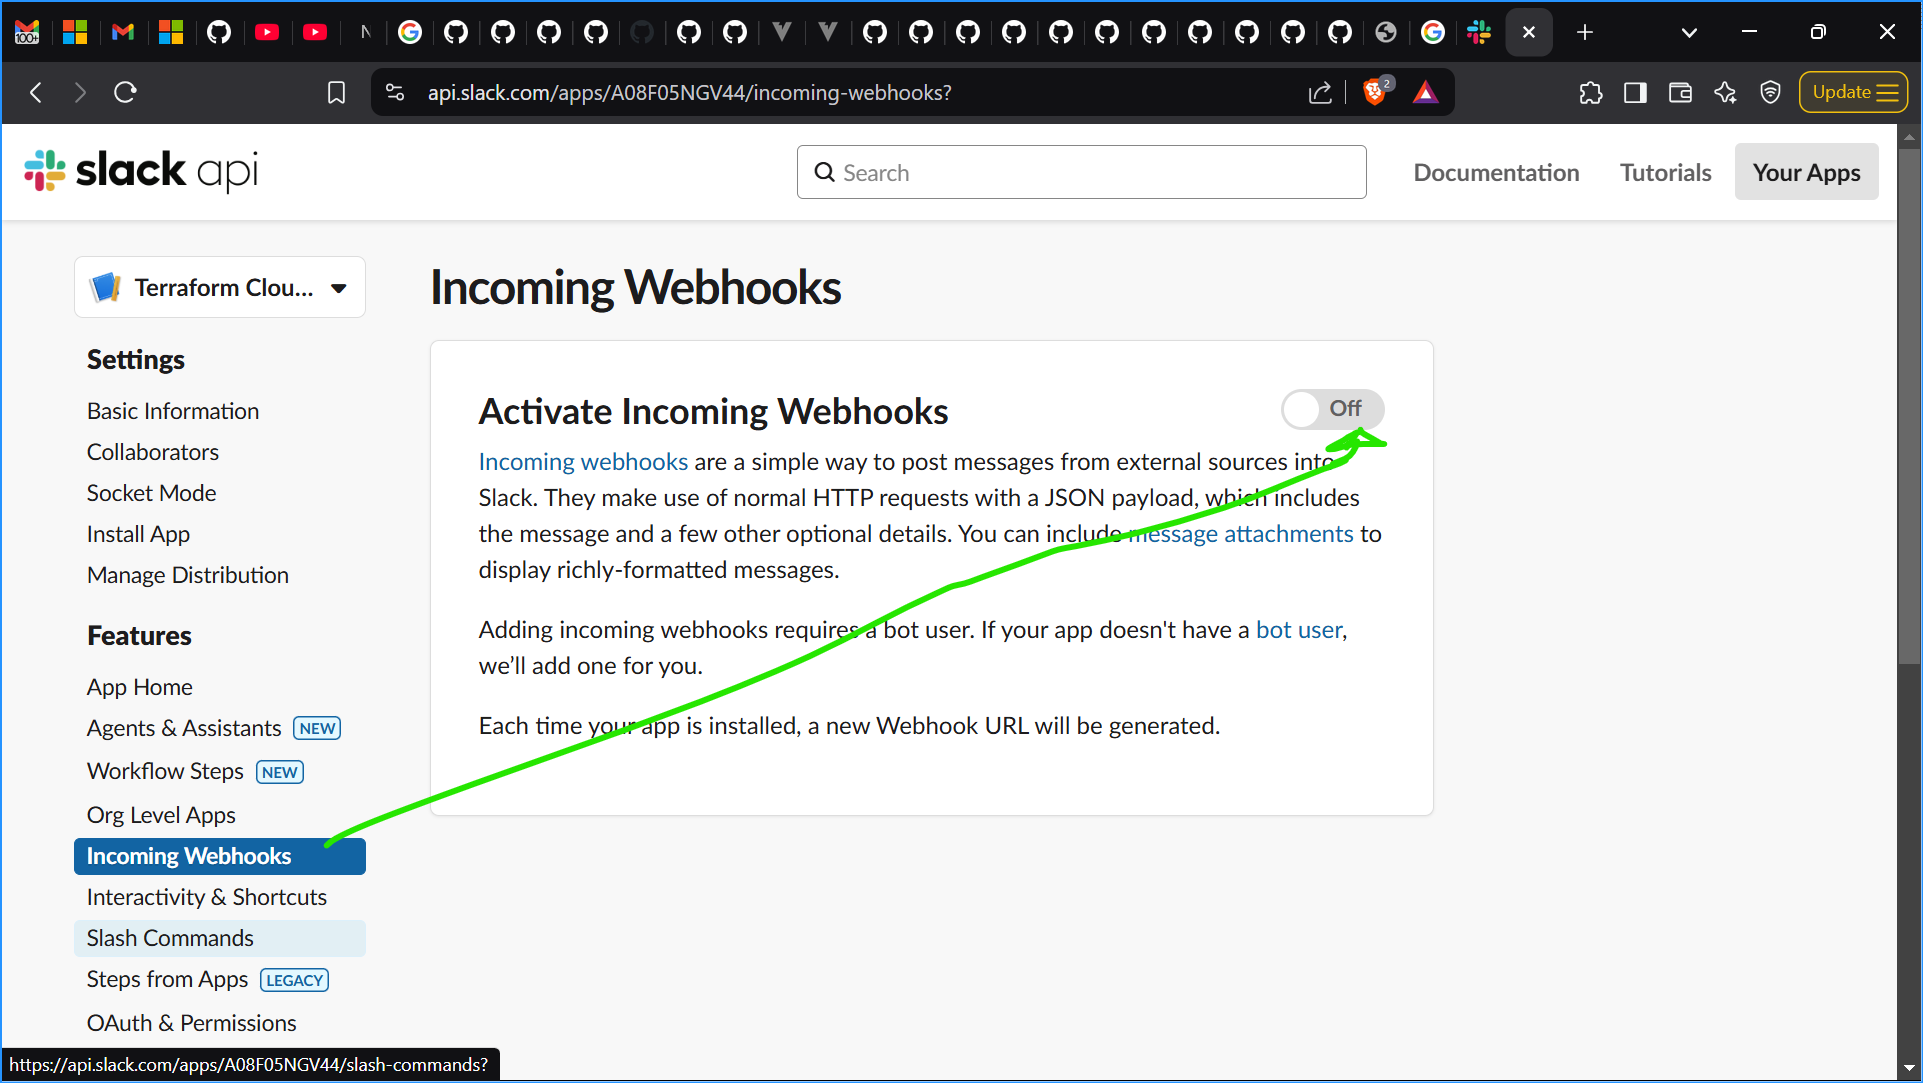 100+
N
api.slack.com/apps/A08F05NGV44/incoming-webhooks?
2
Update
slack api
Search
Documentation
Tutorials
Your Apps
Terraform Clou...
Incoming Webhooks
Settings
Basic Information
Collaborators
Socket Mode
Install App
Manage Distribution
Features
App Home
Agents & Assistants NEW
Workflow Steps NEW
Org Level Apps
Incoming Webhooks
Interactivity & Shortcuts
Slash Commands
Steps from Apps LEGACY
OAuth & Permissions
Activate Incoming Webhooks
Off
Incoming webhooks are a simple way to post messages from external sources into
Slack. They make use of normal HTTP requests with a JSON payload, which includes
the message and a few other optional details. You can include message attachments to
display richly-formatted messages.
Adding incoming webhooks requires a bot user. If your app doesn't have a bot user,
we’ll add one for you.
Each time your app is installed, a new Webhook URL will be generated.
https://api.slack.com/apps/A08F05NGV44/slash-commands?